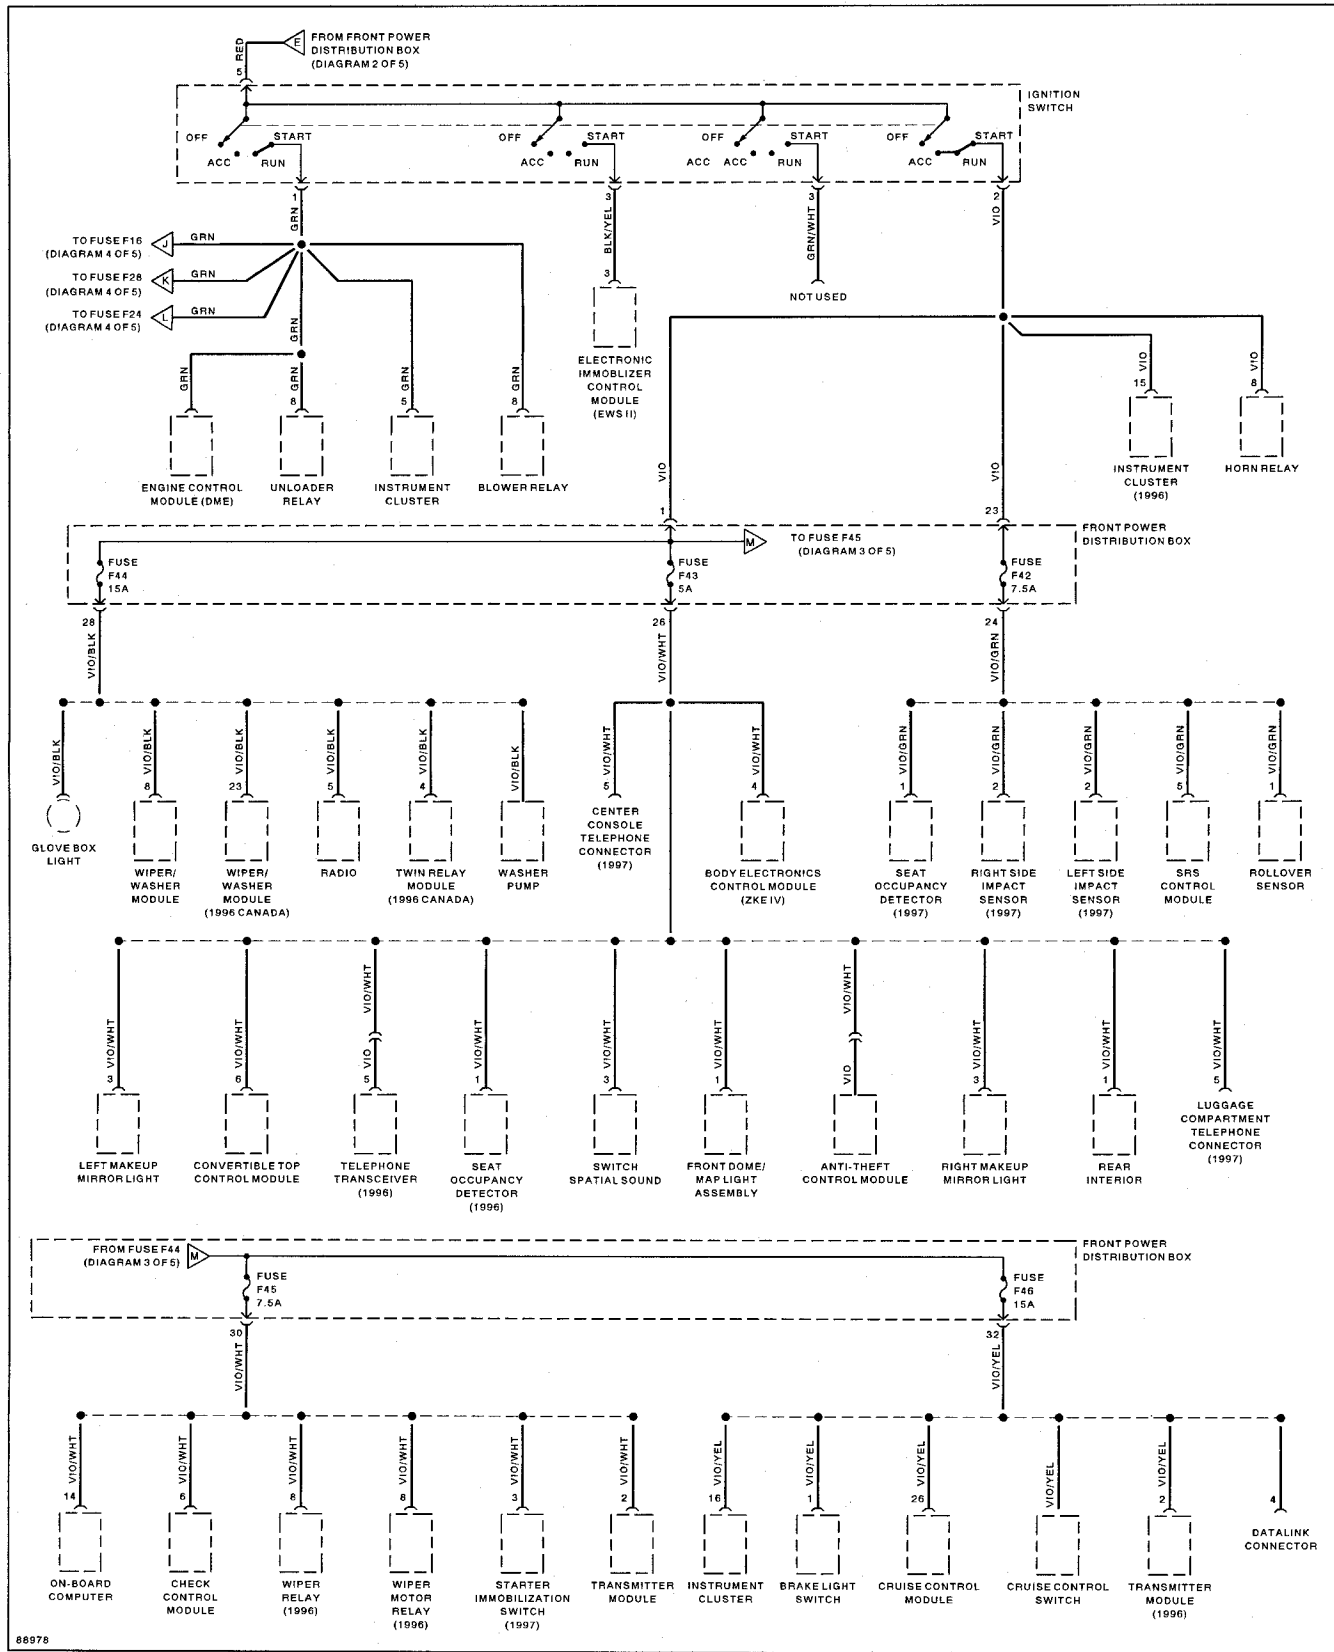 RED
5
E
FROM FRONT POWER
DISTRIBUTION BOX
(DIAGRAM 2 OF 5)
IGNITION
SWITCH
OFF
ACC
RUN
START
OFF
ACC
RUN
START
OFF
ACC
ACC
RUN
START
OFF
ACC
RUN
START
1
GRN
3
BLK/YEL
3
3
GRN/WHT
2
VIO
TO FUSE F16
(DIAGRAM 4 OF 5)
J
GRN
TO FUSE F28
(DIAGRAM 4 OF 5)
K
GRN
TO FUSE F24
(DIAGRAM 4 OF 5)
L
GRN
GRN
NOT USED
ELECTRONIC
IMMOBLIZER
CONTROL
MODULE
(EWS II)
GRN
GRN
8
GRN
5
GRN
8
VIO
15
VIO
8
ENGINE CONTROL
MODULE (DME)
UNLOADER
RELAY
INSTRUMENT
CLUSTER
BLOWER RELAY
INSTRUMENT
CLUSTER
(1996)
HORN RELAY
VIO
1
VIO
23
FRONT POWER
DISTRIBUTION BOX
M
TO FUSE F45
(DIAGRAM 3 OF 5)
FUSE
F44
15A
FUSE
F43
5A
FUSE
F42
7.5A
28
VIO/BLK
26
VIO/WHT
24
VIO/GRN
VIO/BLK
VIO/BLK
8
VIO/BLK
23
VIO/BLK
5
VIO/BLK
4
VIO/BLK
VIO/WHT
5
VIO/WHT
4
VIO/GRN
1
VIO/GRN
2
VIO/GRN
2
VIO/GRN
5
VIO/GRN
1
GLOVE BOX
LIGHT
WIPER/
WASHER
MODULE
WIPER/
WASHER
MODULE
(1996 CANADA)
RADIO
TWIN RELAY
MODULE
(1996 CANADA)
WASHER
PUMP
CENTER
CONSOLE
TELEPHONE
CONNECTOR
(1997)
BODY ELECTRONICS
CONTROL MODULE
(ZKE IV)
SEAT
OCCUPANCY
DETECTOR
(1997)
RIGHT SIDE
IMPACT
SENSOR
(1997)
LEFT SIDE
IMPACT
SENSOR
(1997)
SRS
CONTROL
MODULE
ROLLOVER
SENSOR
VIO/WHT
3
VIO/WHT
6
VIO/WHT
VIO
5
VIO/WHT
1
VIO/WHT
3
VIO/WHT
1
VIO/WHT
VIO
VIO/WHT
3
VIO/WHT
1
VIO/WHT
5
LEFT MAKEUP
MIRROR LIGHT
CONVERTIBLE TOP
CONTROL MODULE
TELEPHONE
TRANSCEIVER
(1996)
SEAT
OCCUPANCY
DETECTOR
(1996)
SWITCH
SPATIAL SOUND
FRONT DOME/
MAP LIGHT
ASSEMBLY
ANTI-THEFT
CONTROL MODULE
RIGHT MAKEUP
MIRROR LIGHT
REAR
INTERIOR
LUGGAGE
COMPARTMENT
TELEPHONE
CONNECTOR
(1997)
FROM FUSE F44
(DIAGRAM 3 OF 5)
M
FRONT POWER
DISTRIBUTION BOX
FUSE
F45
7.5A
FUSE
F46
15A
30
VIO/WHT
32
VIO/YEL
VIO/WHT
14
VIO/WHT
6
VIO/WHT
8
VIO/WHT
8
VIO/WHT
3
VIO/WHT
2
VIO/YEL
16
VIO/YEL
1
VIO/YEL
26
VIO/YEL
VIO/YEL
2
4
ON-BOARD
COMPUTER
CHECK
CONTROL
MODULE
WIPER
RELAY
(1996)
WIPER
MOTOR
RELAY
(1996)
STARTER
IMMOBILIZATION
SWITCH
(1997)
TRANSMITTER
MODULE
INSTRUMENT
CLUSTER
BRAKE LIGHT
SWITCH
CRUISE CONTROL
MODULE
CRUISE CONTROL
SWITCH
TRANSMITTER
MODULE
(1996)
DATALINK
CONNECTOR
88978